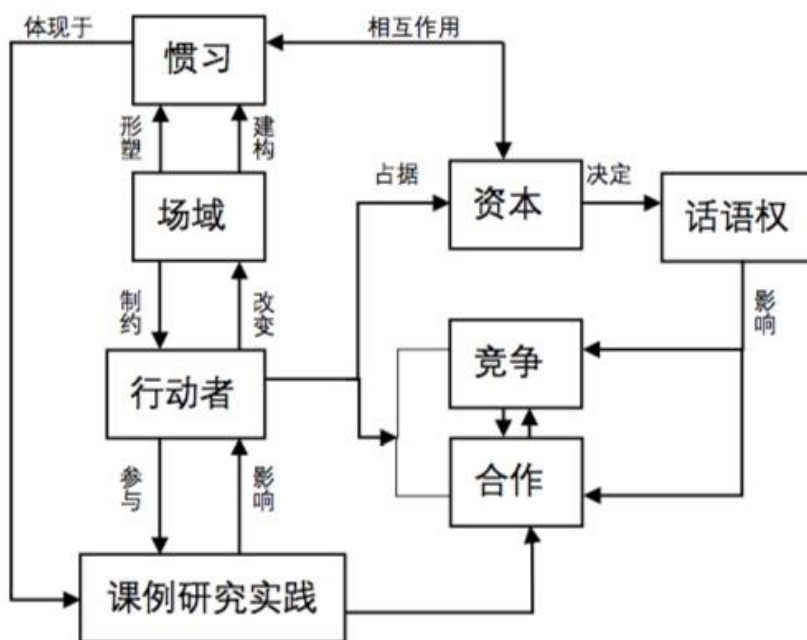 体现于
惯习
相互作用
形塑
建构
场域
占据
资本
决定
话语权
制约
改变
影响
行动者
竞争
合作
参与
影响
课例研究实践